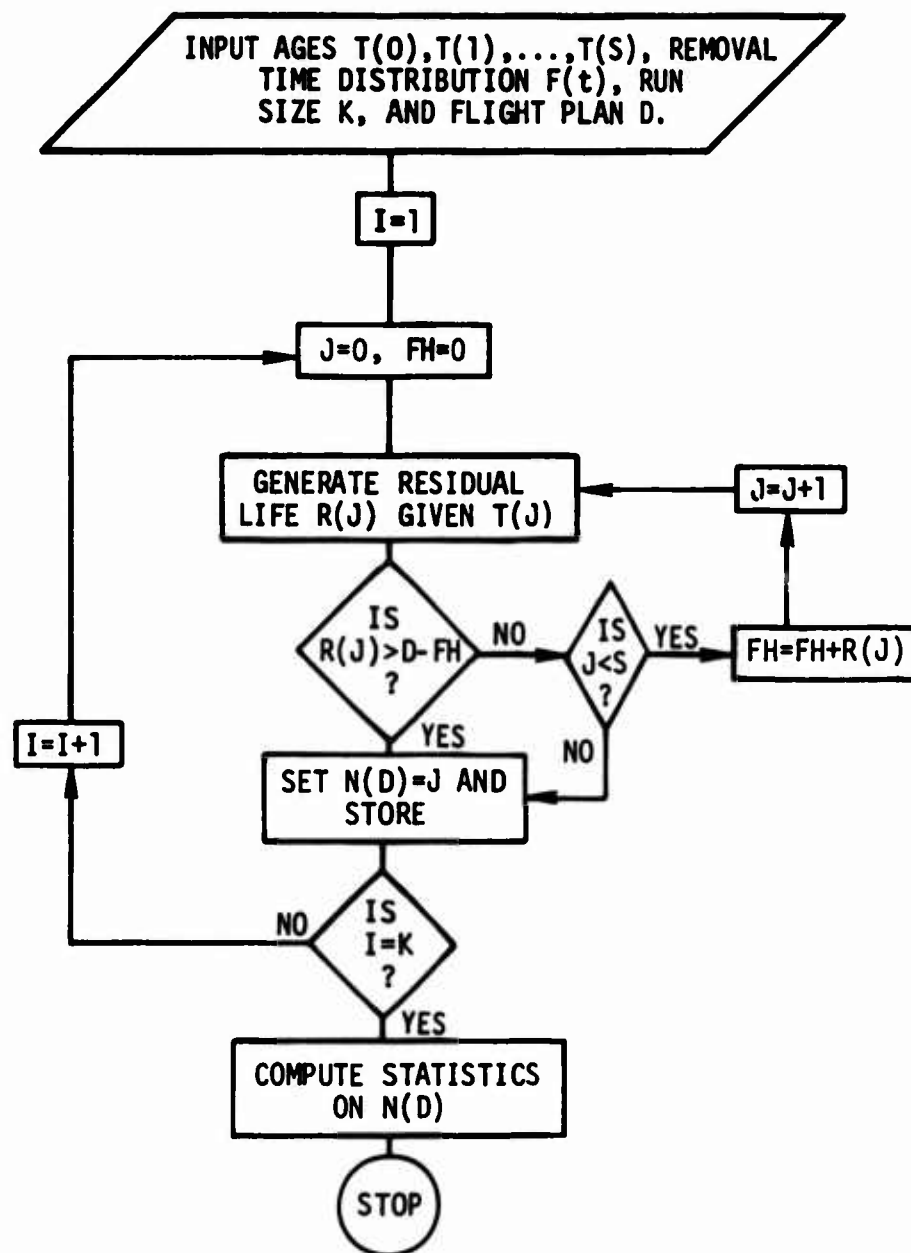 INPUT AGES T(0),T(1),...,T(S), REMOVAL
TIME DISTRIBUTION F(t), RUN
SIZE K, AND FLIGHT PLAN D.
I=1
J=0, FH=0
GENERATE RESIDUAL
LIFE R(J) GIVEN T(J)
J=J+1
IS
R(J)>D-FH
?
NO
IS
J<S
?
YES
FH=FH+R(J)
I=I+1
YES
NO
SET N(D)=J AND
STORE
NO
IS
I=K
?
YES
COMPUTE STATISTICS
ON N(D)
STOP